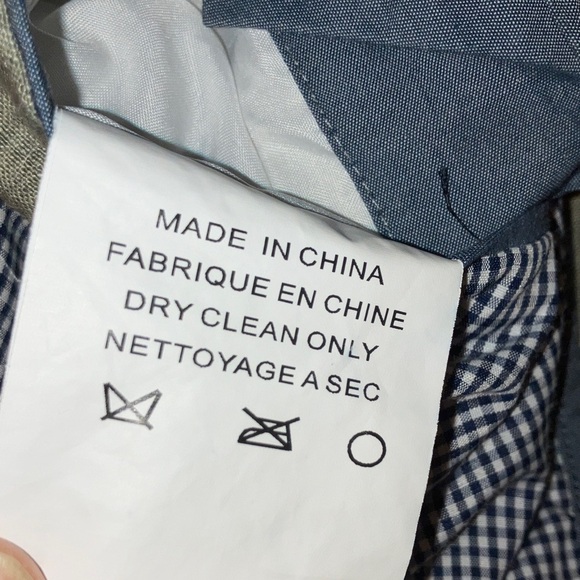 MADE IN CHINA
FABRIQUE EN CHINE
DRY CLEAN ONLY
NETTOYAGE A SEC